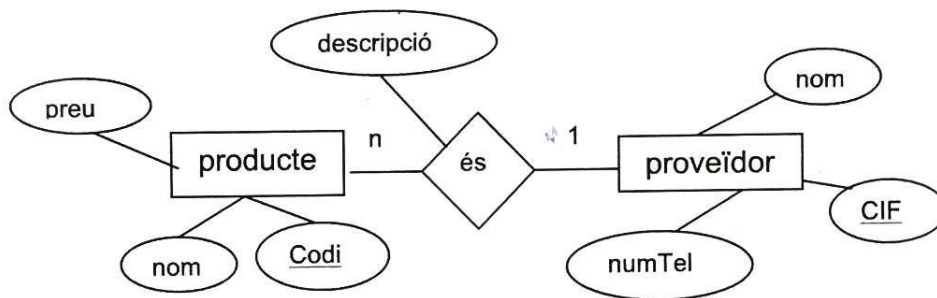 descripció
nom
preu
n
1
producte
és
proveïdor
CIF
nom
Codi
numTel